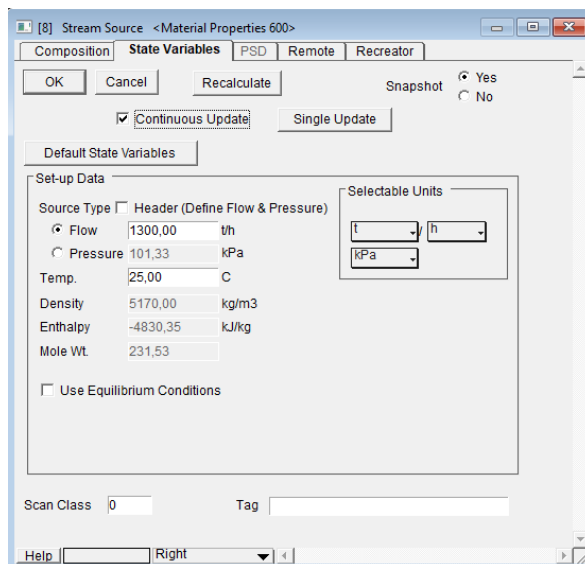 [8] Stream Source <Material Properties 600>
Composition State Variables PSD Remote Recreator
OK Cancel Recalculate Snapshot Yes
No
Continuous Update Single Update
Default State Variables
Set-up Data
Selectable Units
Source Type Header (Define Flow & Pressure)
Flow 1300,00 t/h t / h
Pressure 101,33 kPa kPa
Temp. 25,00 C
Density 5170,00 kg/m3
Enthalpy -4830,35 kJ/kg
Mole Wt. 231,53
Use Equilibrium Conditions
Scan Class 0 Tag
Help Right